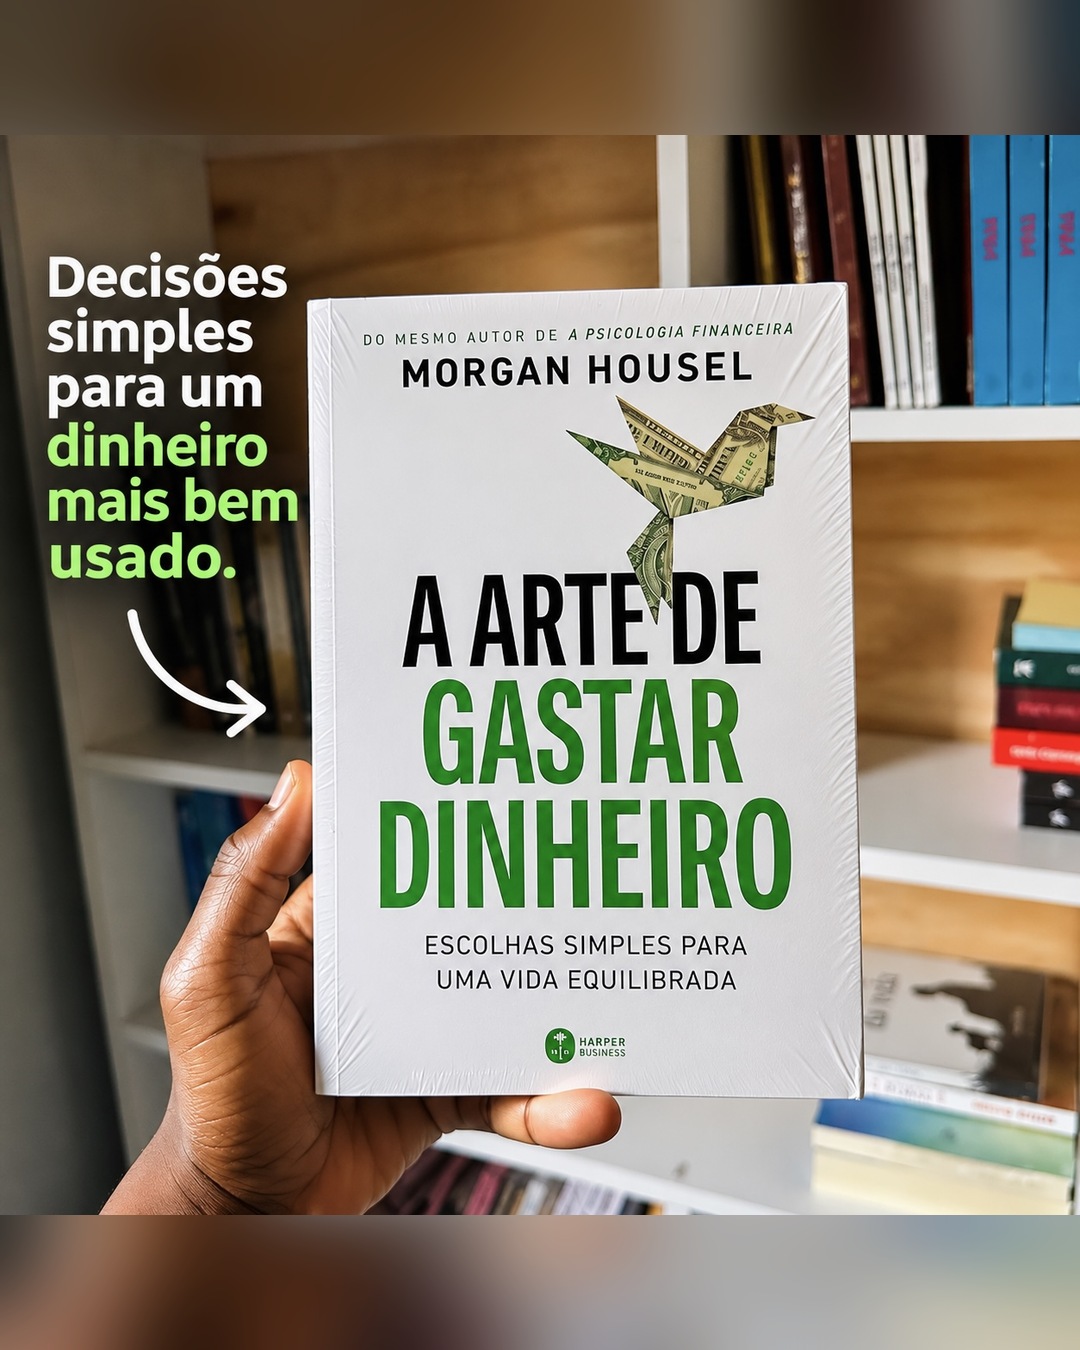 Decisões
simples
para um
dinheiro
mais bem
usado.
DO MESMO AUTOR DE A PSICOLOGIA FINANCEIRA
MORGAN HOUSEL
A ARTE DE
GASTAR
DINHEIRO
ESCOLHAS SIMPLES PARA
UMA VIDA EQUILIBRADA
HARPER
BUSINESS